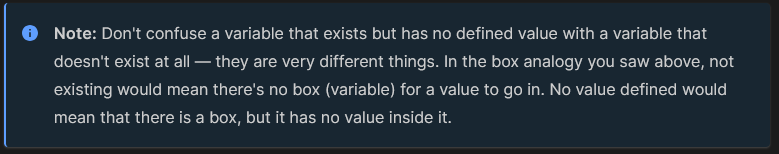 Note: Don't confuse a variable that exists but has no defined value with a variable that
doesn't exist at all — they are very different things. In the box analogy you saw above, not
existing would mean there's no box (variable) for a value to go in. No value defined would
mean that there is a box, but it has no value inside it.